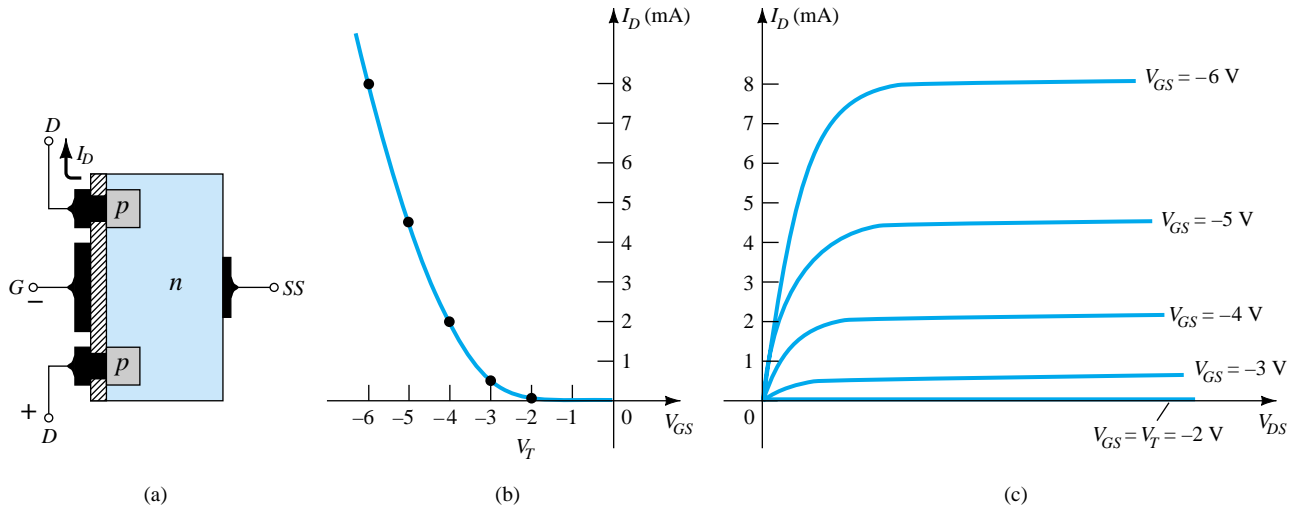 D
I_D
p
n
G
–
SS
p
+
D
(a)
I_D (mA)
8
7
6
5
4
3
2
1
0
–6 –5 –4 –3 –2 –1
V_T
V_GS
(b)
I_D (mA)
8
7
6
5
4
3
2
1
0
V_GS = –6 V
V_GS = –5 V
V_GS = –4 V
V_GS = –3 V
V_GS = V_T = –2 V
V_DS
(c)